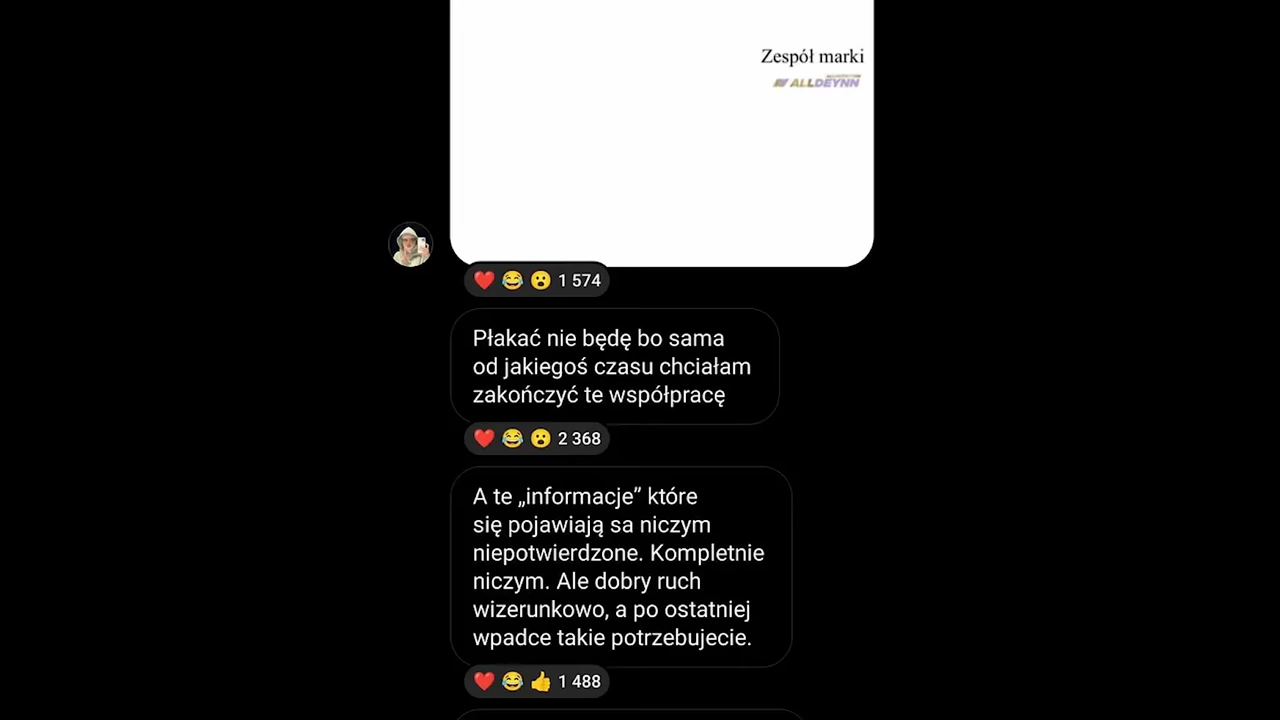 Zespół marki
ALLDEYNN
❤️😂😮 1 574
Płakać nie będę bo sama
od jakiegoś czasu chciałam
zakończyć te współpracę
❤️😂😮 2 368
A te „informacje” które
się pojawiają sa niczym
niepotwierdzone. Kompletnie
niczym. Ale dobry ruch
wizerunkowo, a po ostatniej
wpadce takie potrzebujecie.
❤️😂👍 1 488